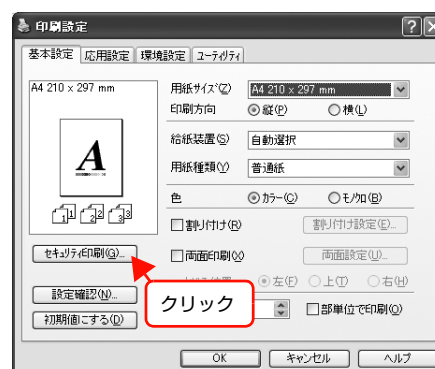 印刷設定
基本設定 応用設定 環境設定 ユーティリティ
A4 210 x 297 mm
用紙サイズ(Z) A4 210 x 297 mm
印刷方向 縦(P) 横(L)
給紙装置(S) 自動選択
用紙種類(Y) 普通紙
A
色 カラー(C) モノクロ(B)
1 1 2 2 3 3
割り付け(R) 割り付け設定(E)...
セキュリティ印刷(G)... 両面印刷(X) 両面設定(U)...
左(F) 上(T) 右(H)
設定確認(N)...
クリック
部単位で印刷(O)
初期値にする(D)
OK キャンセル ヘルプ